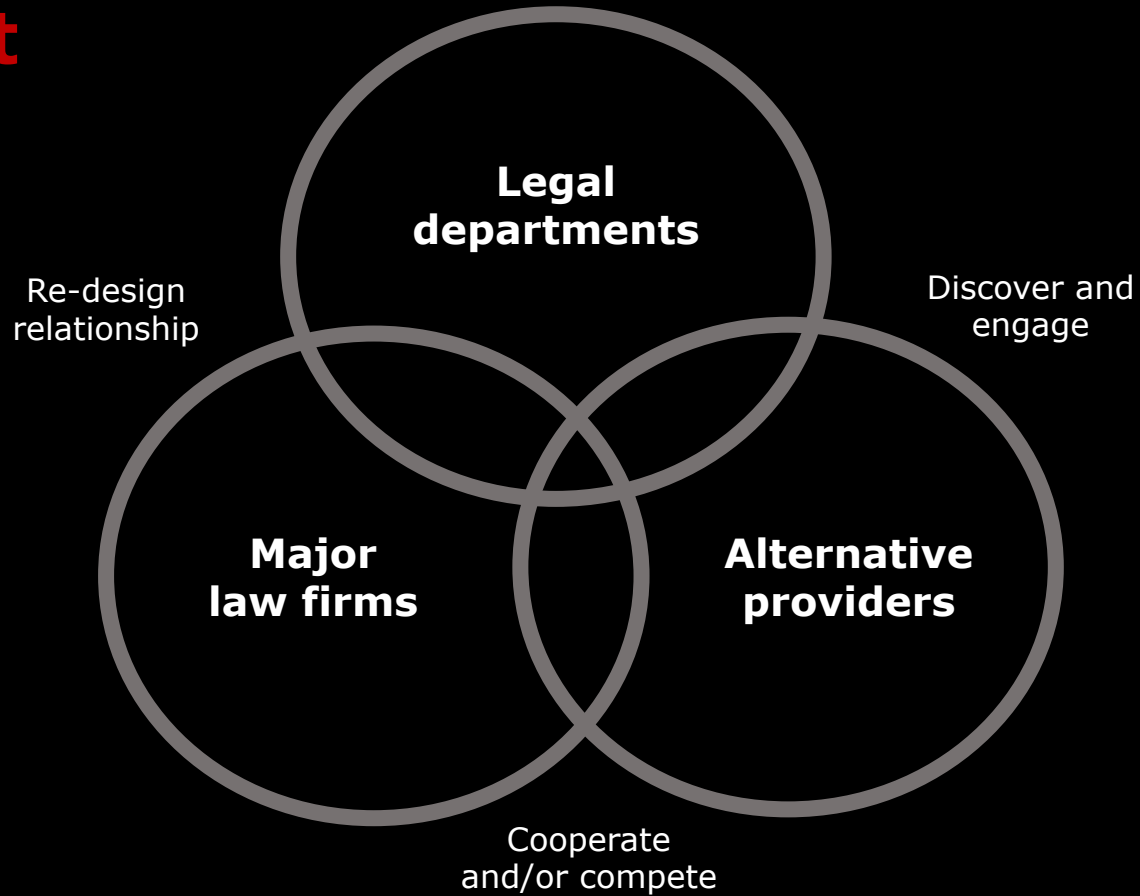 t
Legal
departments
Re-design
relationship
Discover and
engage
Major
law firms
Alternative
providers
Cooperate
and/or compete